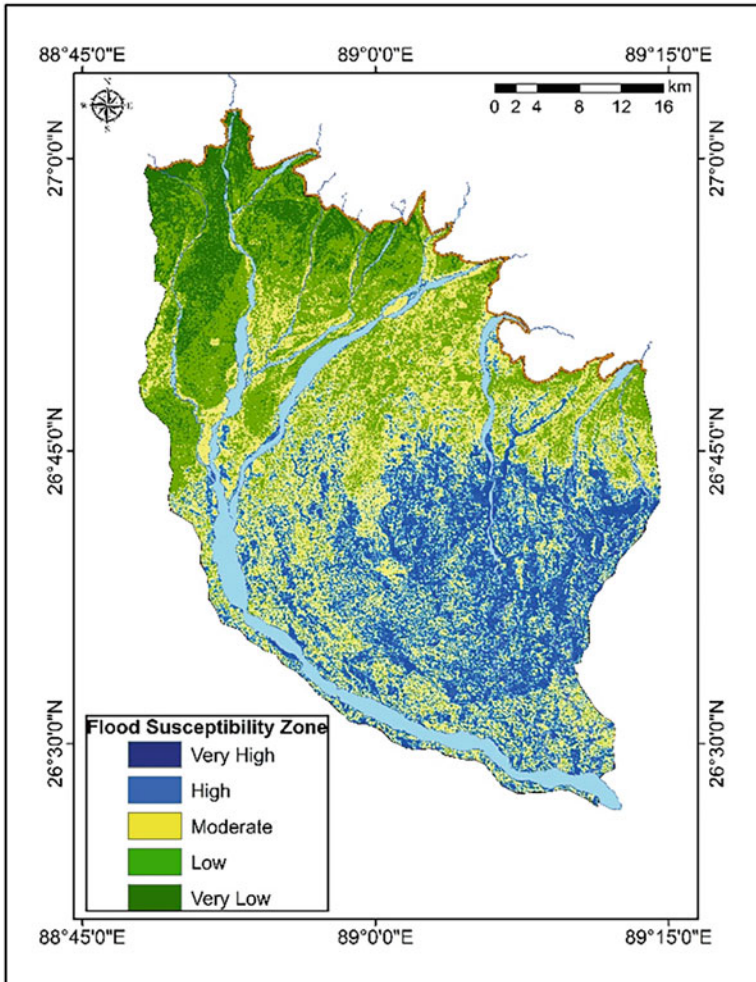 88°45'0"E 89°0'0"E 89°15'0"E
N
W E
S
km
0 2 4 8 12 16
27°0'0"N 27°0'0"N
26°45'0"N 26°45'0"N
26°30'0"N 26°30'0"N
Flood Susceptibility Zone
Very High
High
Moderate
Low
Very Low
88°45'0"E 89°0'0"E 89°15'0"E